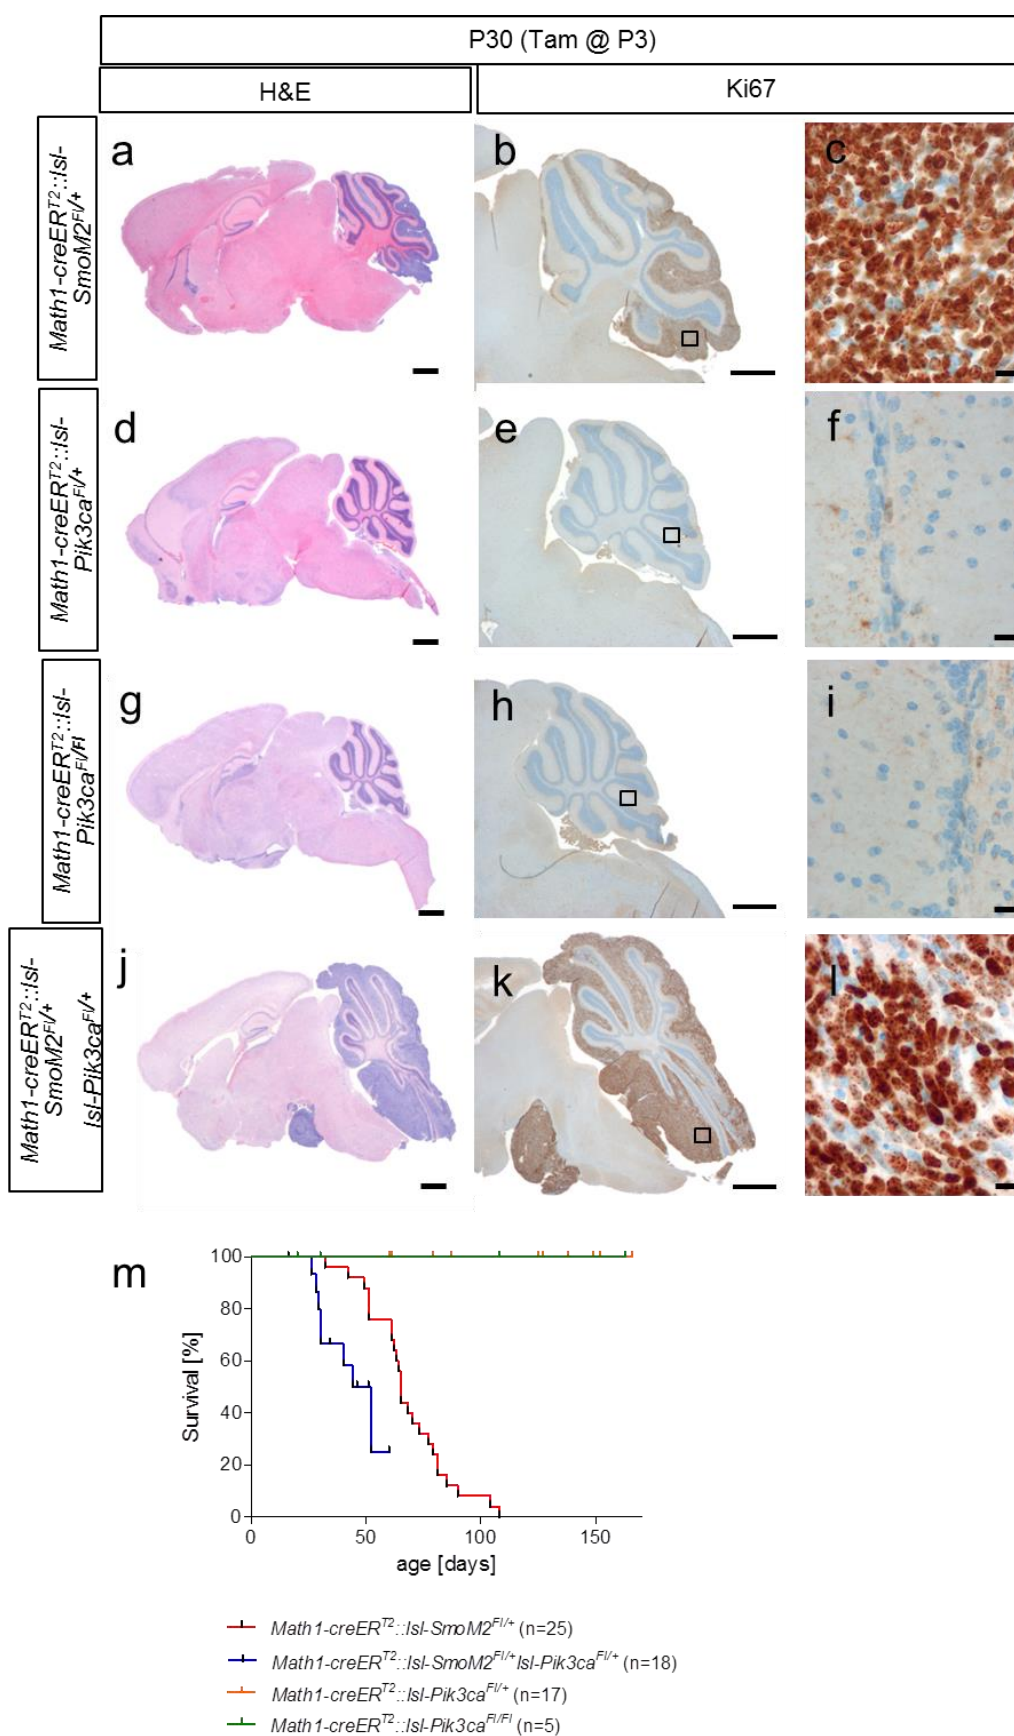 P30 (Tam @ P3)
H&E Ki67
Math1-creER^T2::lsl-
SmoM2^Fl/+
a b c
Math1-creER^T2::lsl-
Pik3ca^Fl/+
d e f
Math1-creER^T2::lsl-
Pik3ca^Fl/Fl
g h i
Math1-creER^T2::lsl-
SmoM2^Fl/+
lsl-Pik3ca^Fl/+
j k l
m
Survival [%]
100
80
60
40
20
0
0 50 100 150
age [days]
Math1-creER^T2::lsl-SmoM2^Fl/+ (n=25)
Math1-creER^T2::lsl-SmoM2^Fl/+lsl-Pik3ca^Fl/+ (n=18)
Math1-creER^T2::lsl-Pik3ca^Fl/+ (n=17)
Math1-creER^T2::lsl-Pik3ca^Fl/Fl (n=5)